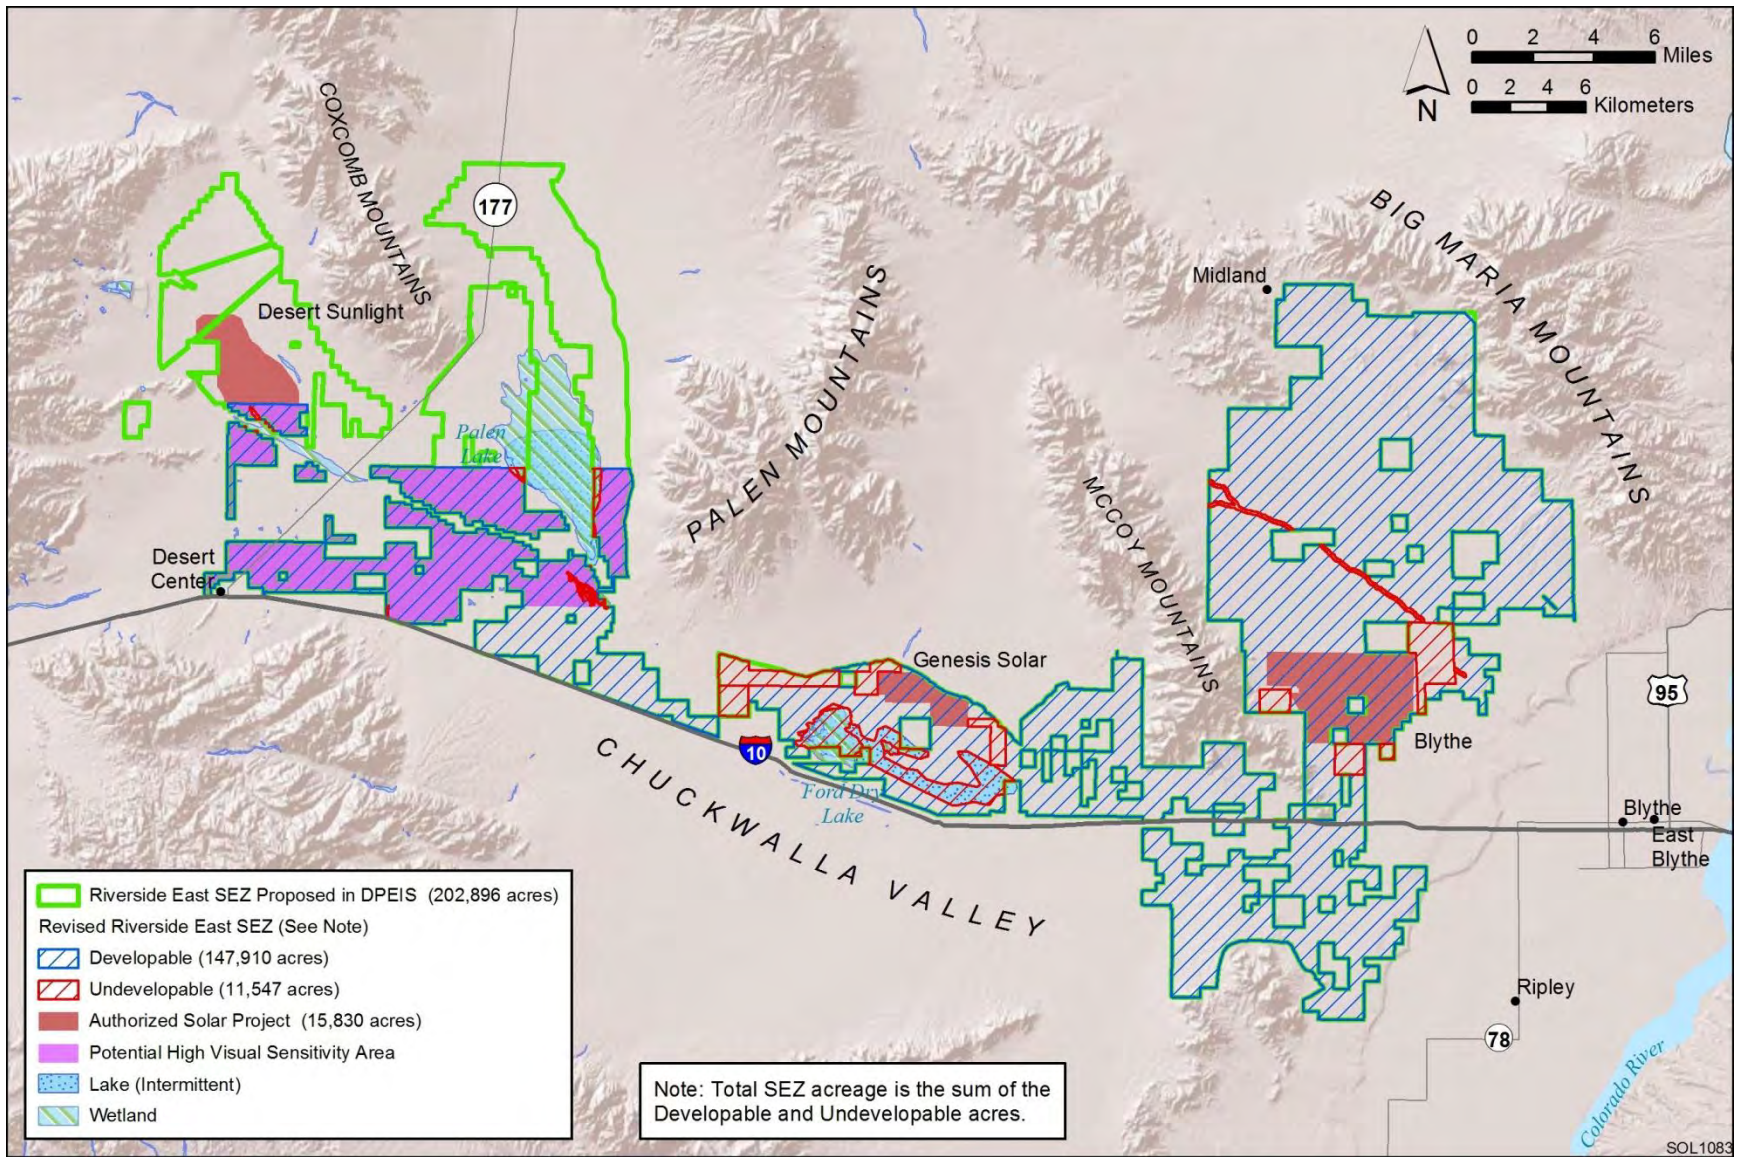 0 2 4 6
Miles
0 2 4 6
Kilometers
N
COXCOMB MOUNTAINS
177
BIG MARIA MOUNTAINS
Midland
PALEN MOUNTAINS
Desert Sunlight
Palen
Lake
MCCOY MOUNTAINS
Desert
Center
Genesis Solar
95
10
Blythe
CHUCKWALLA VALLEY
Ford Dry
Lake
Blythe
East
Blythe
Riverside East SEZ Proposed in DPEIS (202,896 acres)
Revised Riverside East SEZ (See Note)
Developable (147,910 acres)
Undevelopable (11,547 acres)
Authorized Solar Project (15,830 acres)
Potential High Visual Sensitivity Area
Lake (Intermittent)
Wetland
Note: Total SEZ acreage is the sum of the
Developable and Undevelopable acres.
Ripley
78
Colorado River
SOL1083